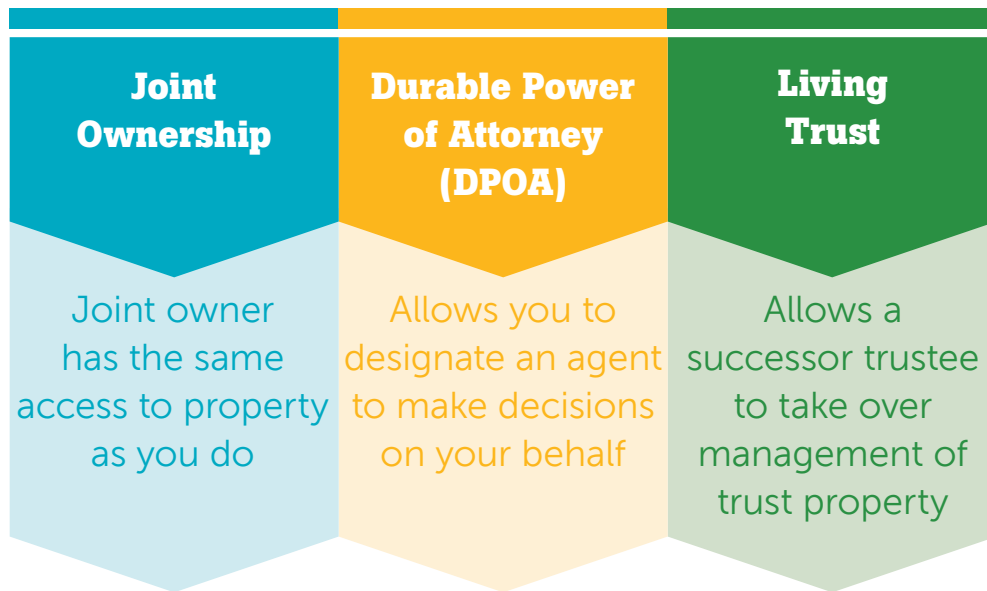 Joint
Ownership
Joint owner
has the same
access to property
as you do
Durable Power
of Attorney
(DPOA)
Allows you to
designate an agent
to make decisions
on your behalf
Living
Trust
Allows a
successor trustee
to take over
management of
trust property